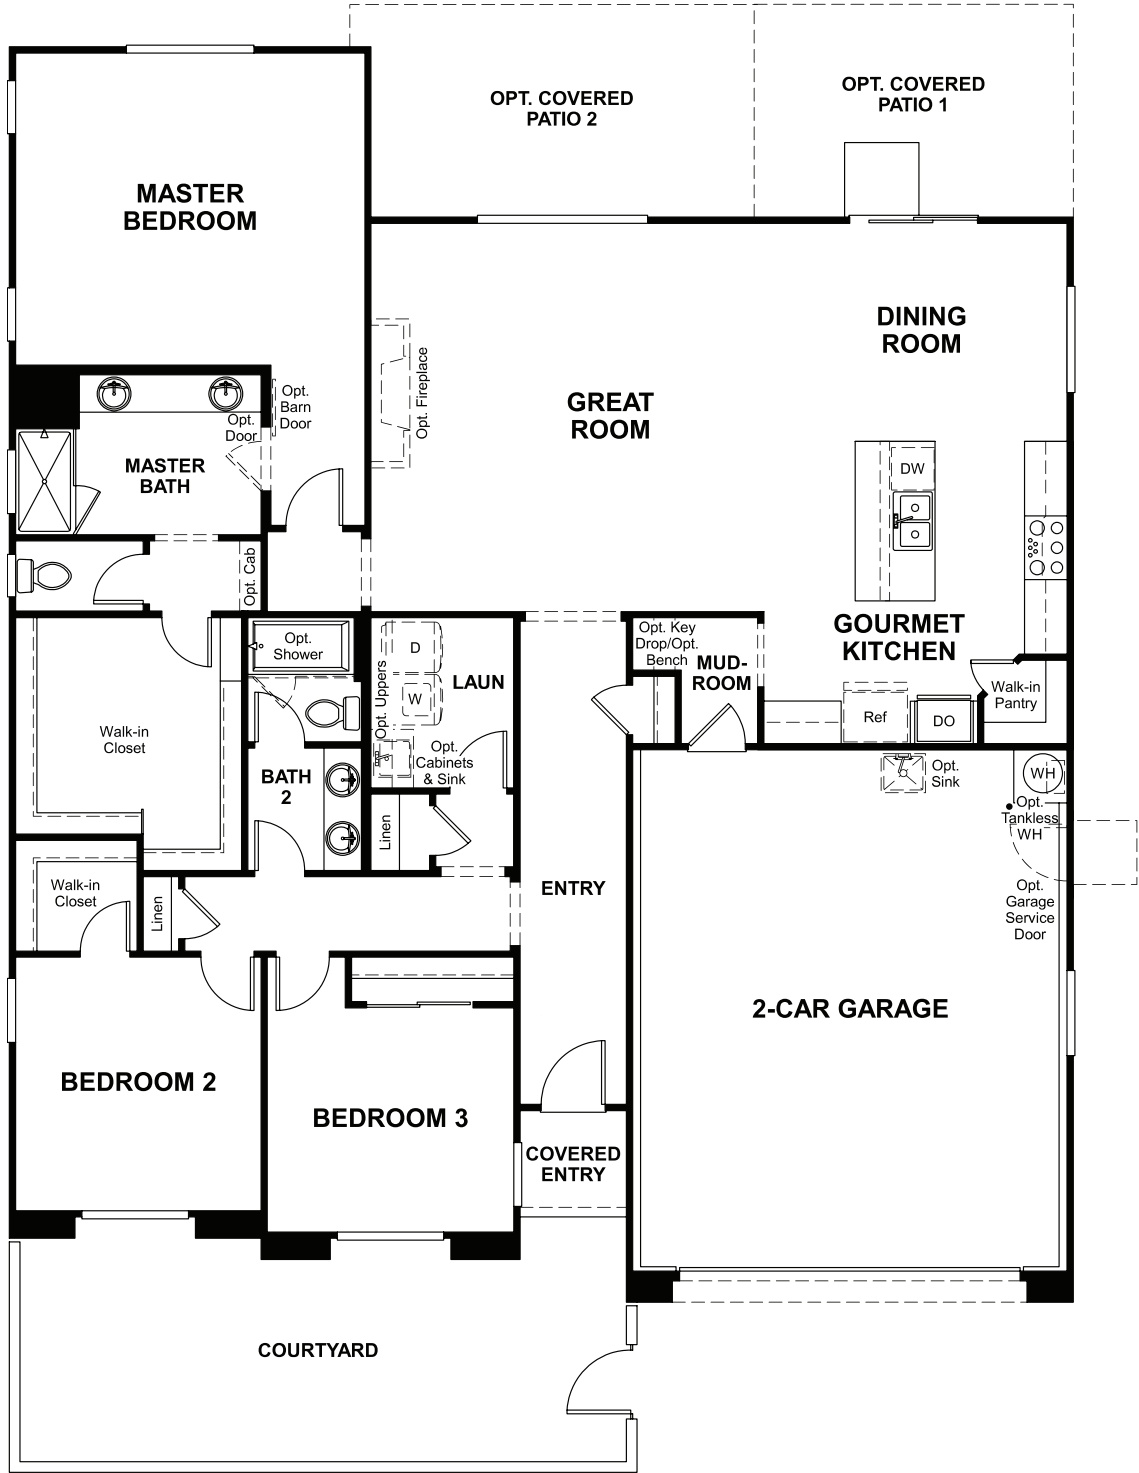 OPT. COVERED
PATIO 2
OPT. COVERED
PATIO 1
MASTER
BEDROOM
DINING
ROOM
Opt. Fireplace
GREAT
ROOM
Opt.
Barn
Door
Opt.
Door
MASTER
BATH
DW
Opt. Cab
GOURMET
KITCHEN
Opt.
Shower
D
W
Opt. Uppers
LAUN
Opt.
Cabinets
& Sink
Opt. Key
Drop/Opt.
Bench
MUD-
ROOM
Walk-in
Pantry
Ref
DO
Walk-in
Closet
BATH
2
Linen
Opt.
Sink
WH
Opt.
Tankless
WH
Opt.
Garage
Service
Door
Walk-in
Closet
Linen
ENTRY
2-CAR GARAGE
BEDROOM 2
BEDROOM 3
COVERED
ENTRY
COURTYARD